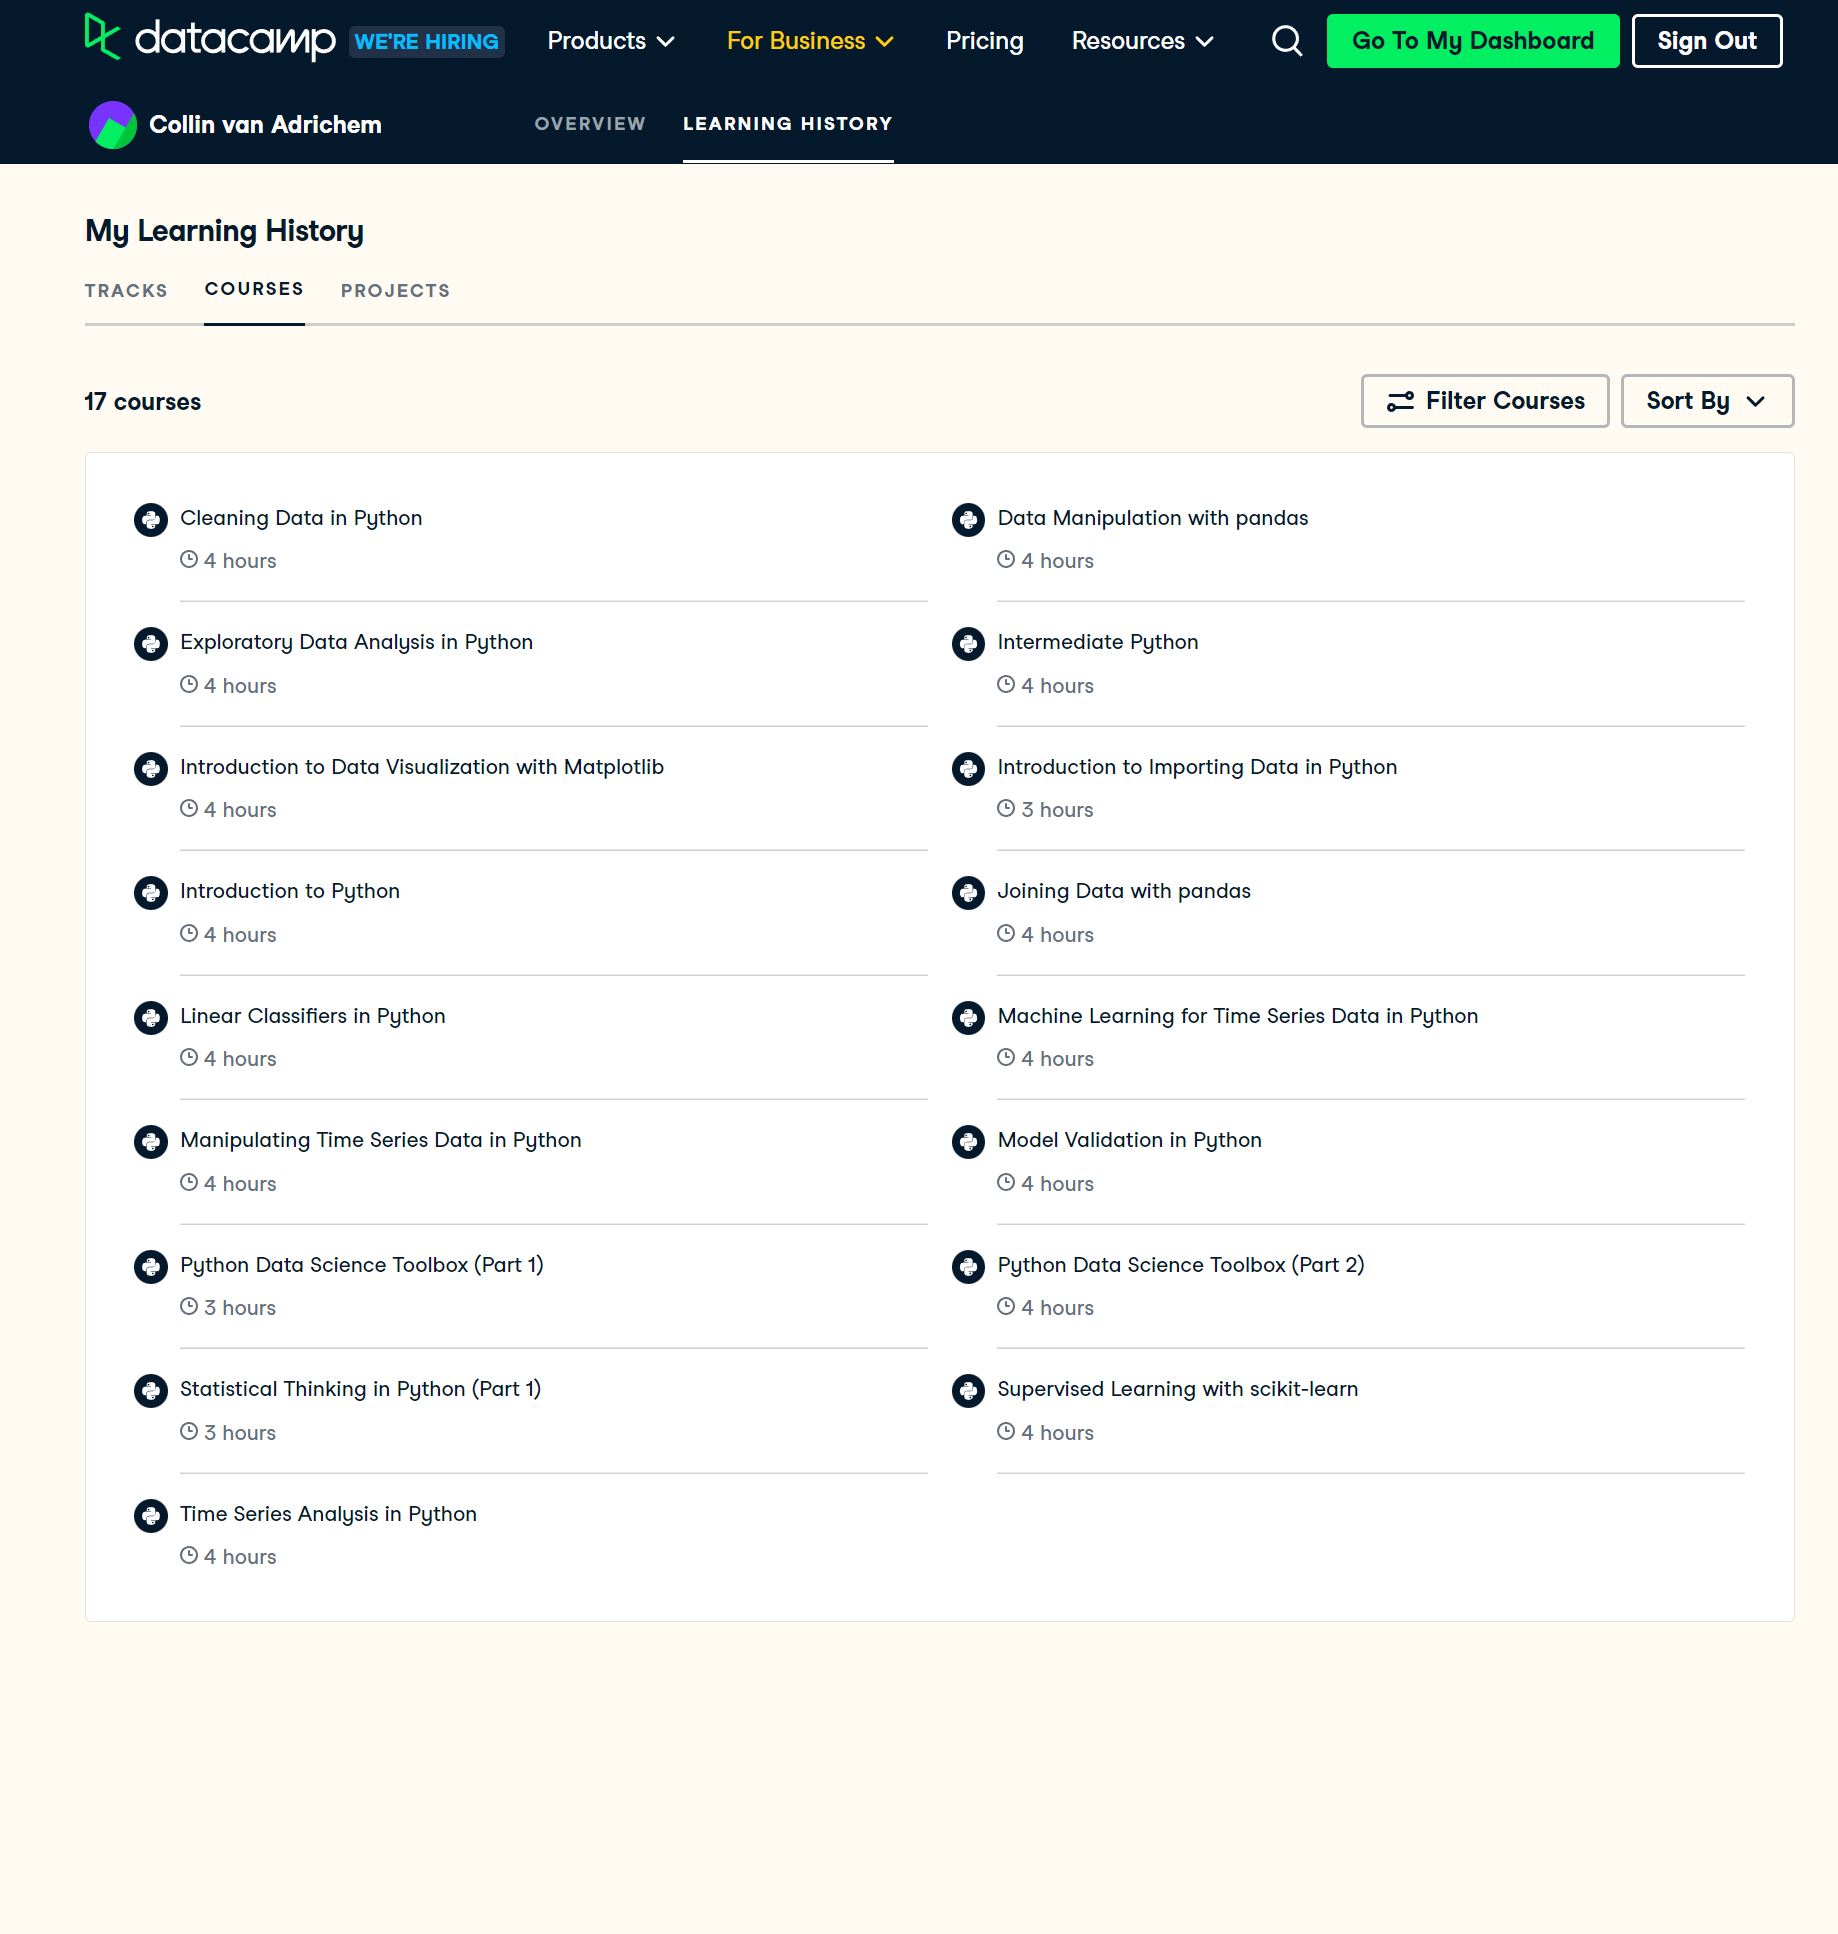 datacamp WE'RE HIRING Products For Business Pricing Resources Go To My Dashboard Sign Out
Collin van Adrichem OVERVIEW LEARNING HISTORY
My Learning History
TRACKS COURSES PROJECTS
17 courses Filter Courses Sort By
Cleaning Data in Python
4 hours
Data Manipulation with pandas
4 hours
Exploratory Data Analysis in Python
4 hours
Intermediate Python
4 hours
Introduction to Data Visualization with Matplotlib
4 hours
Introduction to Importing Data in Python
3 hours
Introduction to Python
4 hours
Joining Data with pandas
4 hours
Linear Classifiers in Python
4 hours
Machine Learning for Time Series Data in Python
4 hours
Manipulating Time Series Data in Python
4 hours
Model Validation in Python
4 hours
Python Data Science Toolbox (Part 1)
3 hours
Python Data Science Toolbox (Part 2)
4 hours
Statistical Thinking in Python (Part 1)
3 hours
Supervised Learning with scikit-learn
4 hours
Time Series Analysis in Python
4 hours